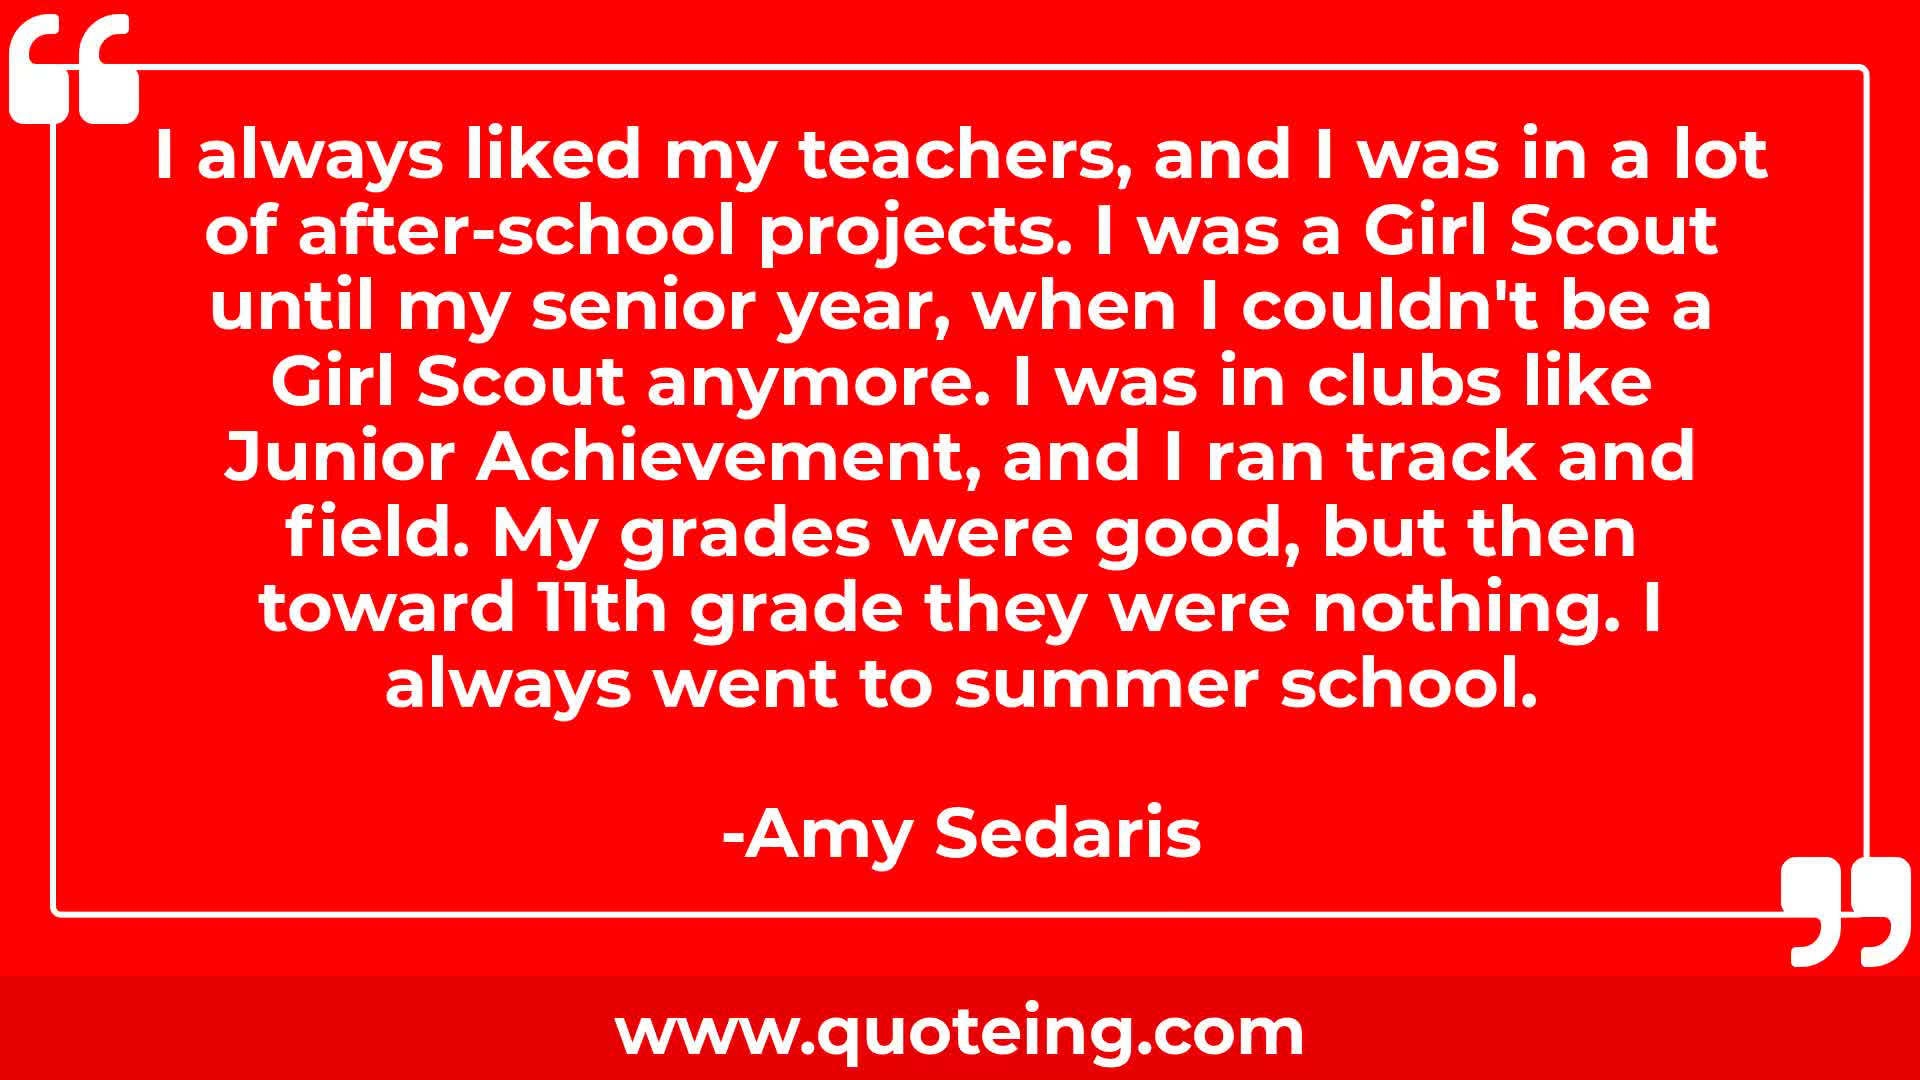 I always liked my teachers, and I was in a lot
of after-school projects. I was a Girl Scout
until my senior year, when I couldn't be a
Girl Scout anymore. I was in clubs like
Junior Achievement, and I ran track and
field. My grades were good, but then
toward 11th grade they were nothing. I
always went to summer school.
-Amy Sedaris
www.quoteing.com